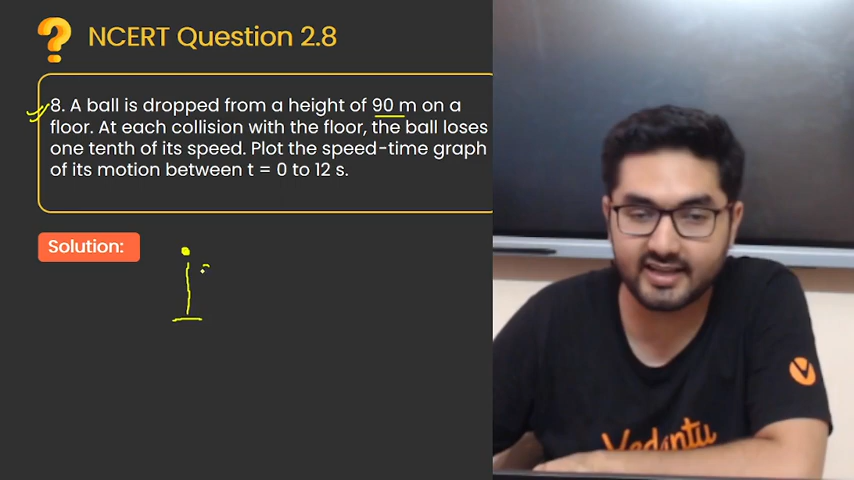 ? NCERT Question 2.8
8. A ball is dropped from a height of 90 m on a
floor. At each collision with the floor, the ball loses
one tenth of its speed. Plot the speed-time graph
of its motion between t = 0 to 12 s.
Solution:
Vedantu